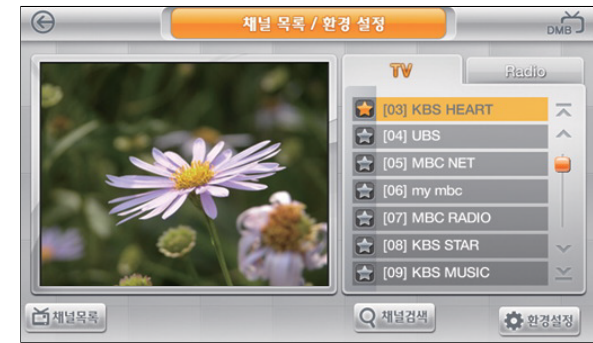 채널 목록 / 환경 설정
DMB
TV
Radio
[03] KBS HEART
[04] UBS
[05] MBC NET
[06] my mbc
[07] MBC RADIO
[08] KBS STAR
[09] KBS MUSIC
채널목록
채널검색
환경설정